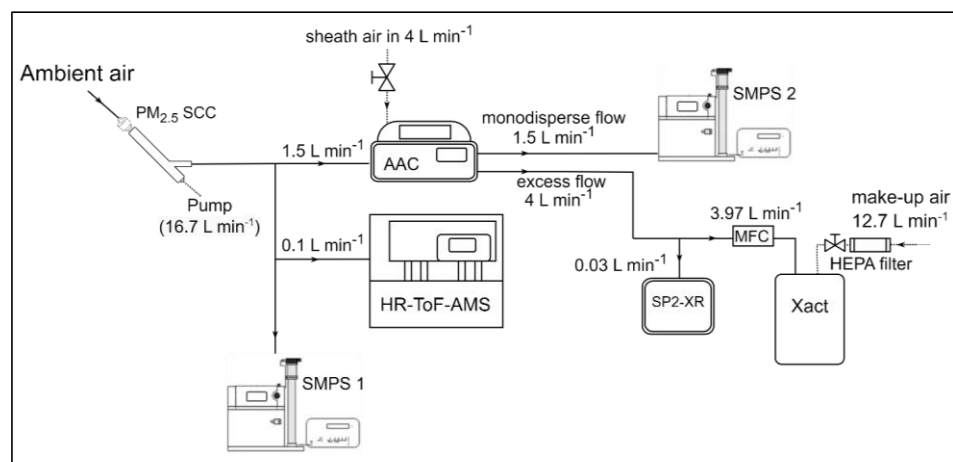 sheath air in 4 L min⁻¹
Ambient air
PM₂.₅ SCC
SMPS 2
monodisperse flow
1.5 L min⁻¹
1.5 L min⁻¹
AAC
excess flow
4 L min⁻¹
Pump
(16.7 L min⁻¹)
make-up air
12.7 L min⁻¹
3.97 L min⁻¹
MFC
HEPA filter
0.1 L min⁻¹
0.03 L min⁻¹
HR-ToF-AMS
SP2-XR
Xact
SMPS 1